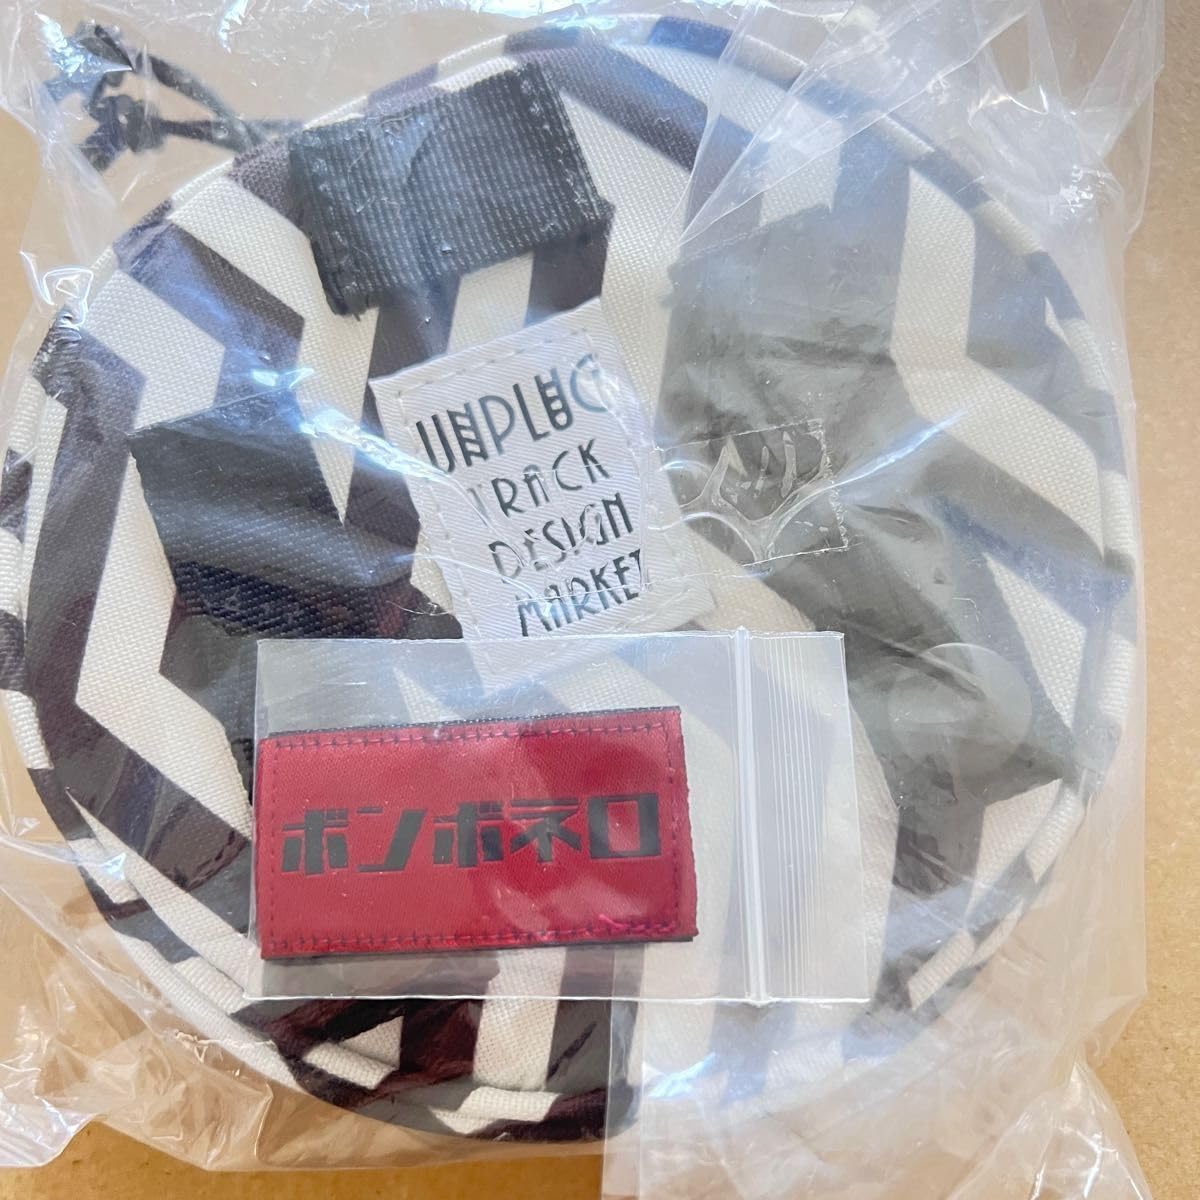 UNPLUG
TRACK
DESIGN
MARKET
ボンボネロ